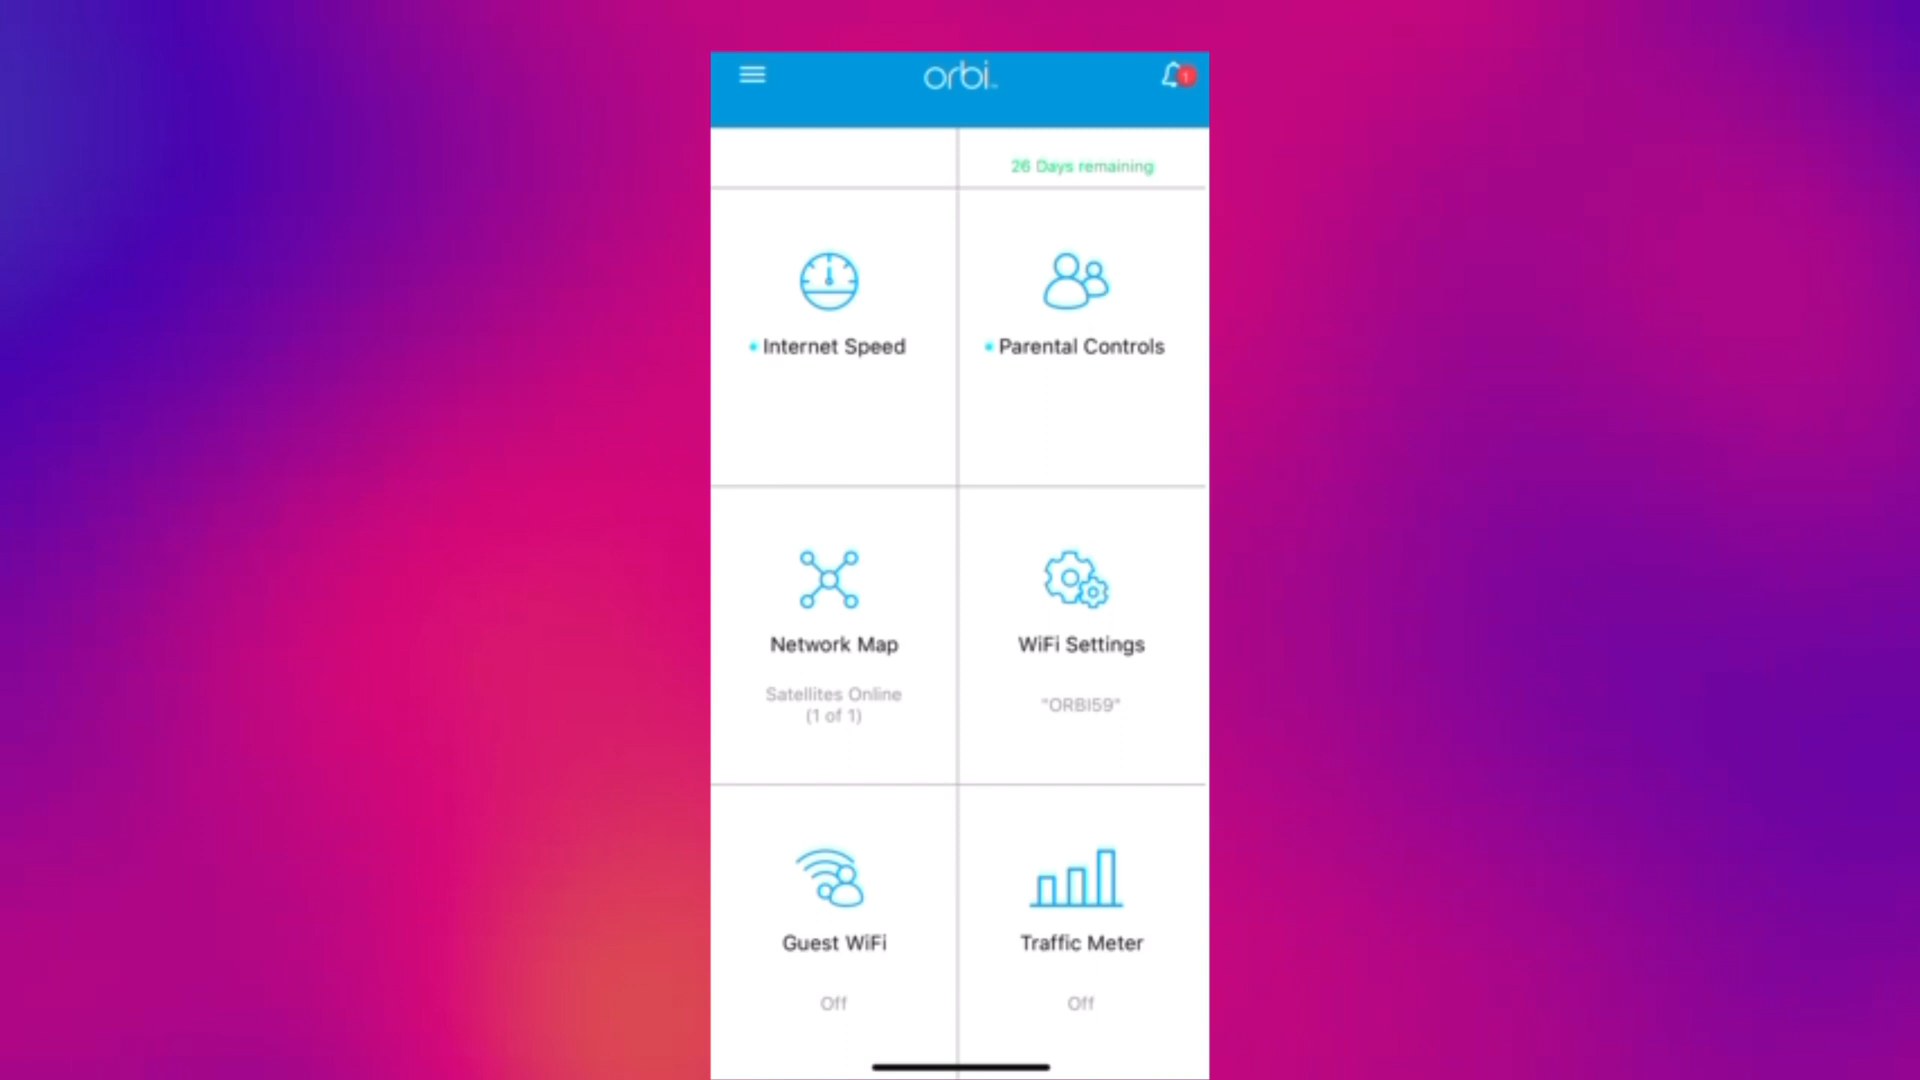 orbi
1
26 Days remaining
Internet Speed
Parental Controls
Network Map
WiFi Settings
Satellites Online
(1 of 1)
"ORBI59"
Guest WiFi
Traffic Meter
Off
Off